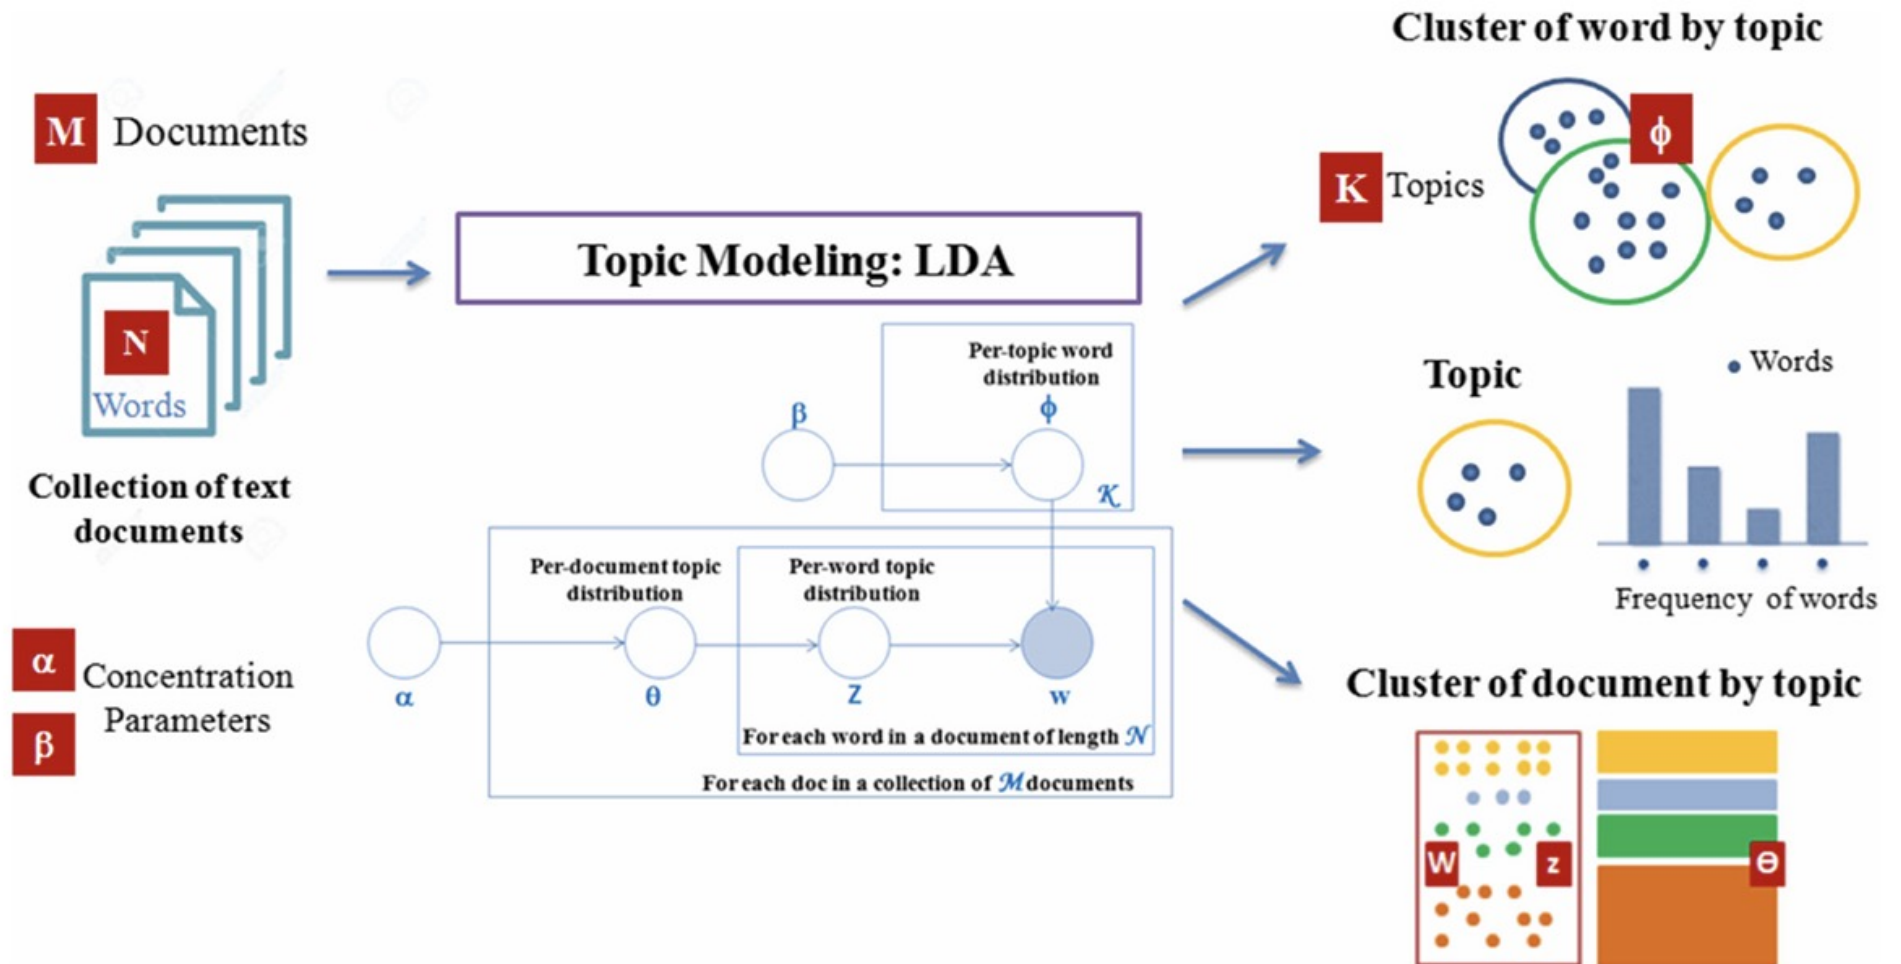 M Documents
N
Words
Collection of text
documents
α
β
Concentration
Parameters
Topic Modeling: LDA
Per-topic word
distribution
β
ϕ
K
Per-document topic
distribution
Per-word topic
distribution
α
θ
Z
w
For each word in a document of length N
For each doc in a collection of M documents
Cluster of word by topic
K Topics
ϕ
Topic
Words
Frequency of words
Cluster of document by topic
W
z
Θ